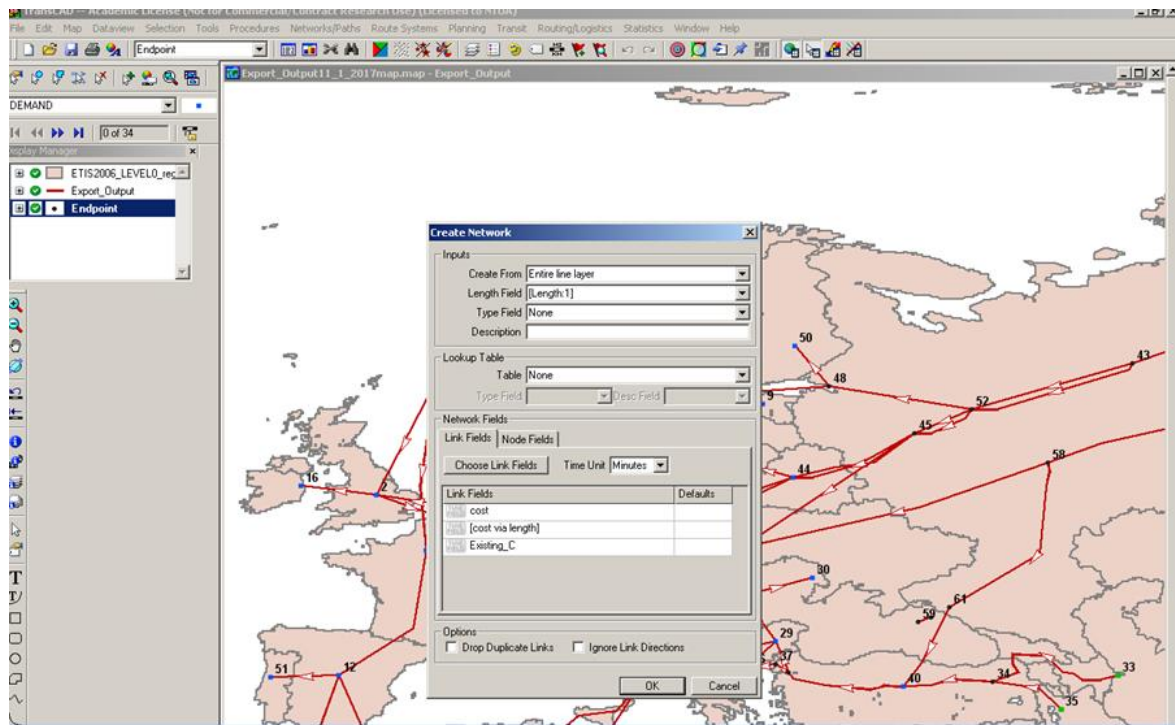 TransCAD -- Academic License (Not for Commercial/Contract Research Use) (Licensed to NTUA)
File Edit Map Dataview Selection Tools Procedures Networks/Paths Route Systems Planning Transit Routing/Logistics Statistics Window Help
Endpoint
Export_Output11_1_2017map.map - Export_Output
DEMAND
0 of 34
Display Manager
ETIS2006_LEVEL0_reg
Export_Output
Endpoint
Create Network
Inputs
Create From Entire line layer
Length Field [Length:1]
Type Field None
Description
Lookup Table
Table None
Type Field Desc Field
Network Fields
Link Fields Node Fields
Choose Link Fields Time Unit Minutes
Link Fields Defaults
cost
[cost via length]
Existing_C
Options
Drop Duplicate Links Ignore Link Directions
OK Cancel
50
43
48
9
52
45
16
2
44
58
30
61
59
29
51
12
37
40
34
33
35